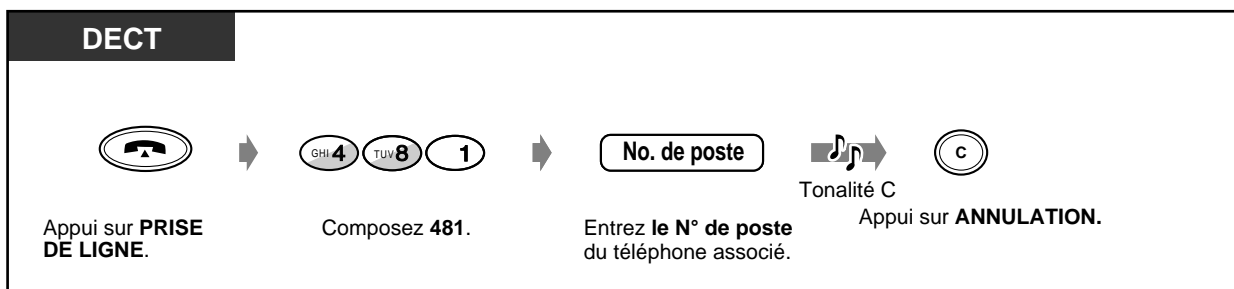 DECT
GHI 4 TUV 8 1
No. de poste
C
Tonalité C
Appui sur PRISE
DE LIGNE.
Composez 481.
Entrez le N° de poste
du téléphone associé.
Appui sur ANNULATION.